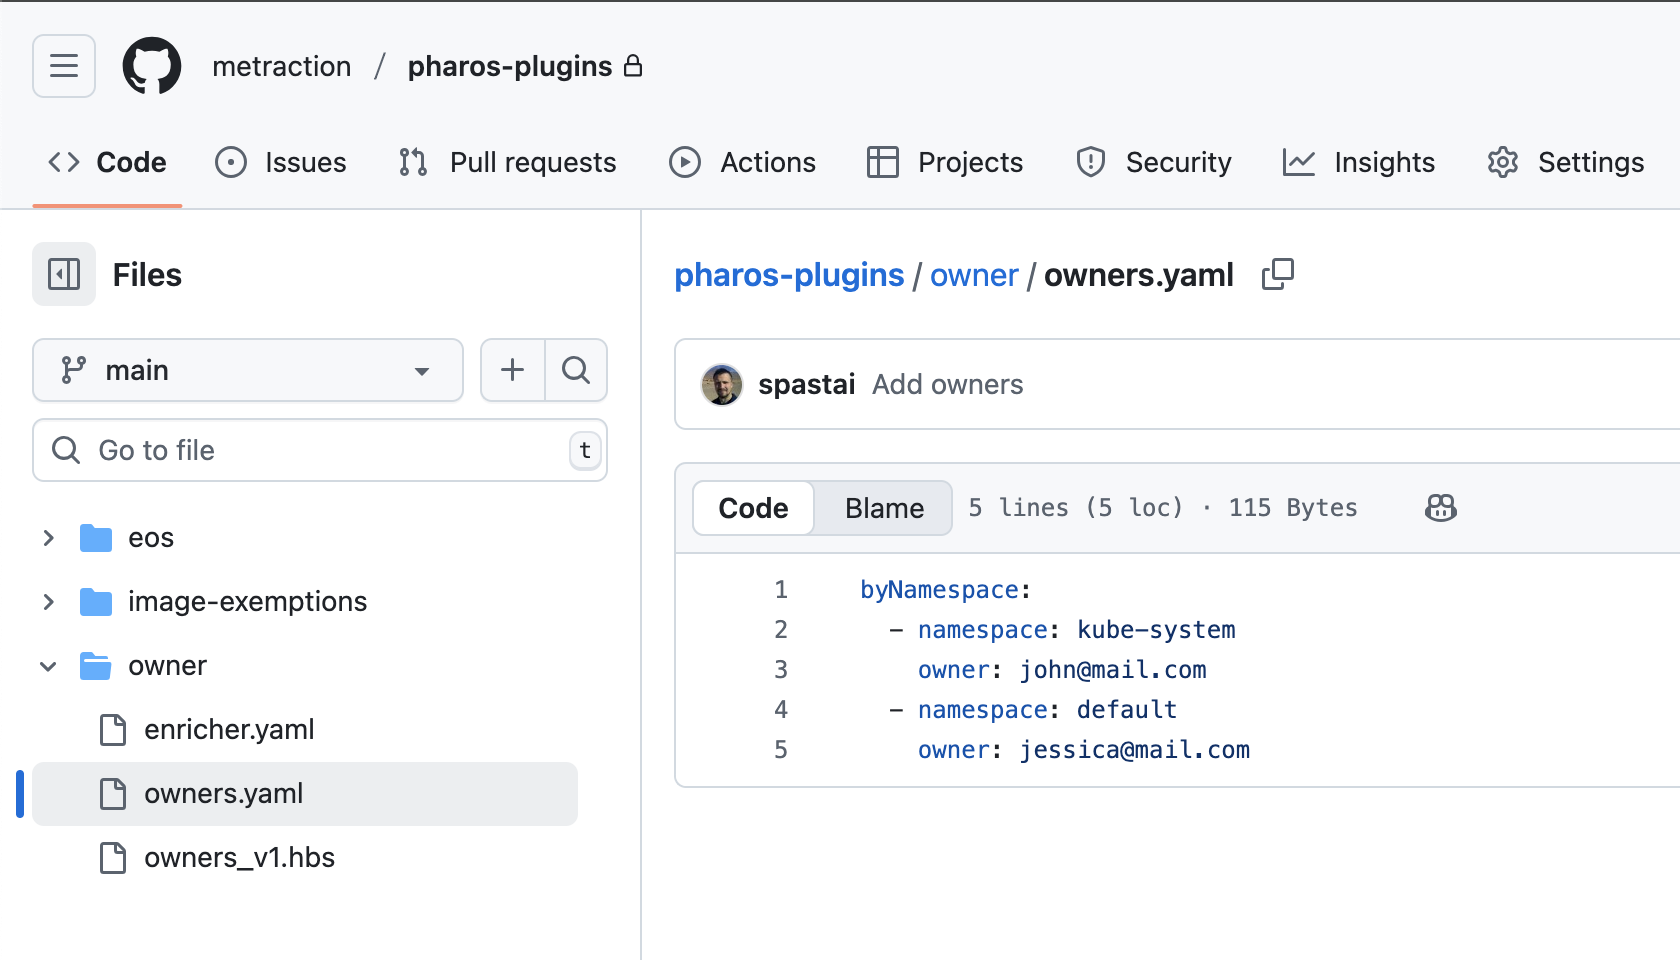 metraction / pharos-plugins
Code Issues Pull requests Actions Projects Security Insights Settings
Files
main
Go to file t
eos
image-exemptions
owner
enricher.yaml
owners.yaml
owners_v1.hbs
pharos-plugins / owner / owners.yaml
spastai Add owners
Code Blame 5 lines (5 loc) · 115 Bytes
1 byNamespace:
2 - namespace: kube-system
3 owner: john@mail.com
4 - namespace: default
5 owner: jessica@mail.com